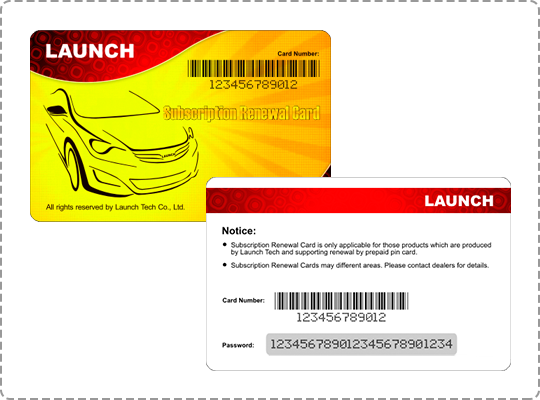 LAUNCH
Card Number:
123456789012
Subscription Renewal Card
LAUNCH
All rights reserved by Launch Tech Co., Ltd.
LAUNCH
Notice:
● Subscription Renewal Card is only applicable for those products which are produced
by Launch Tech and supporting renewal by prepaid pin card.
● Subscription Renewal Cards may different areas. Please contact dealers for details.
Card Number:
123456789012
Password:
123456789012345678901234